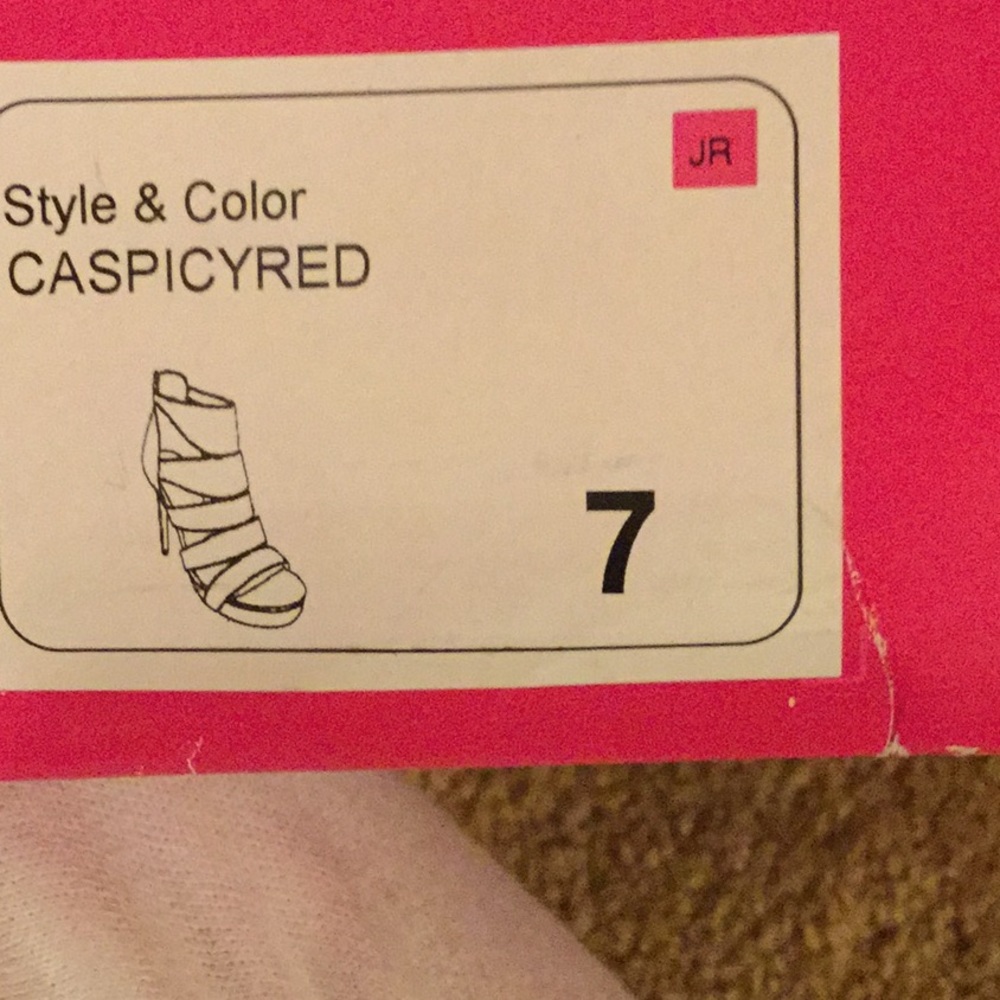 JR
Style & Color
CASPICYRED
7